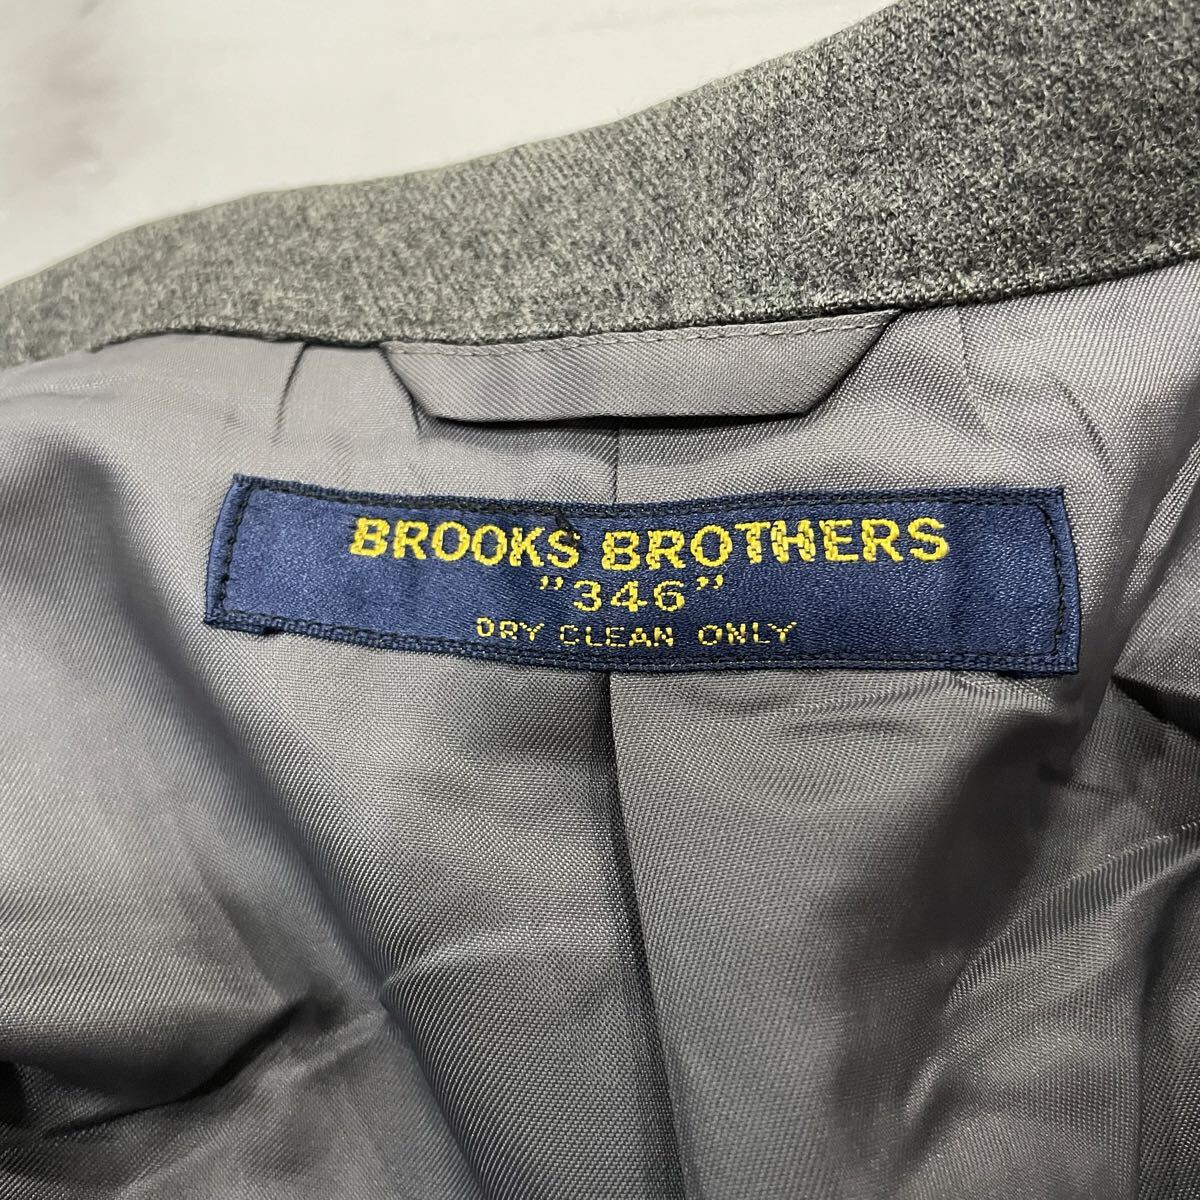 BROOKS BROTHERS
"346"
DRY CLEAN ONLY